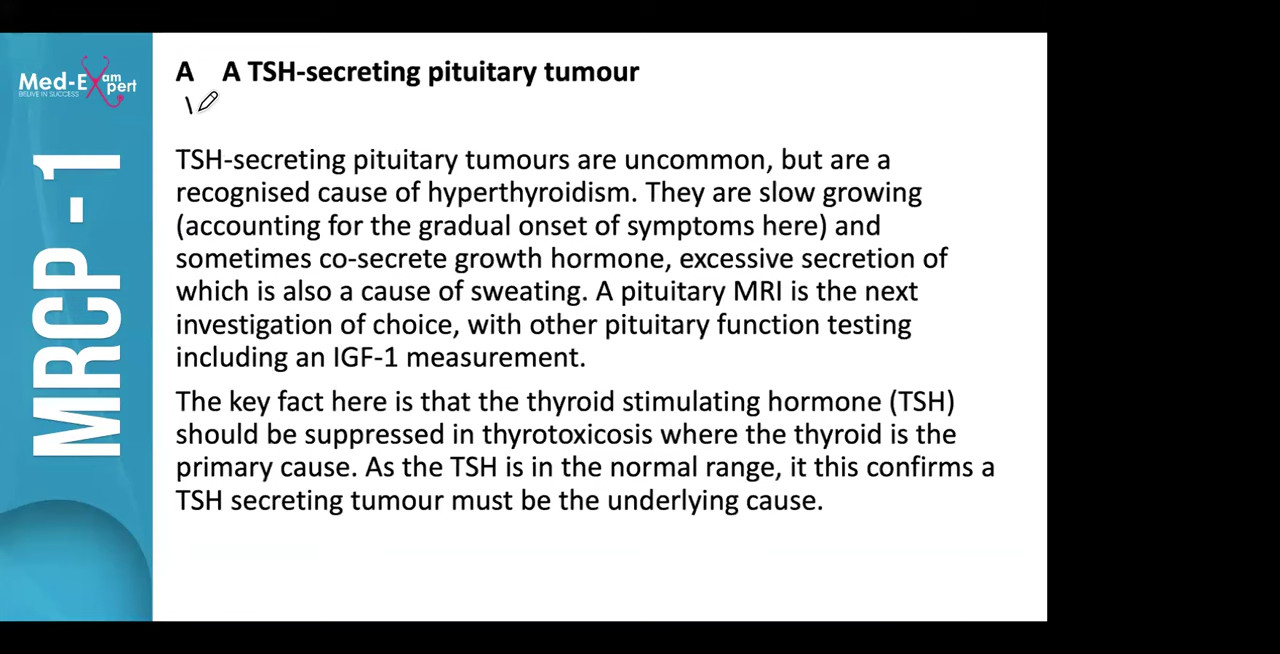 Med-Expert
BELIVE IN SUCCESS
MRCP - 1
A A TSH-secreting pituitary tumour
TSH-secreting pituitary tumours are uncommon, but are a
recognised cause of hyperthyroidism. They are slow growing
(accounting for the gradual onset of symptoms here) and
sometimes co-secrete growth hormone, excessive secretion of
which is also a cause of sweating. A pituitary MRI is the next
investigation of choice, with other pituitary function testing
including an IGF-1 measurement.
The key fact here is that the thyroid stimulating hormone (TSH)
should be suppressed in thyrotoxicosis where the thyroid is the
primary cause. As the TSH is in the normal range, it this confirms a
TSH secreting tumour must be the underlying cause.